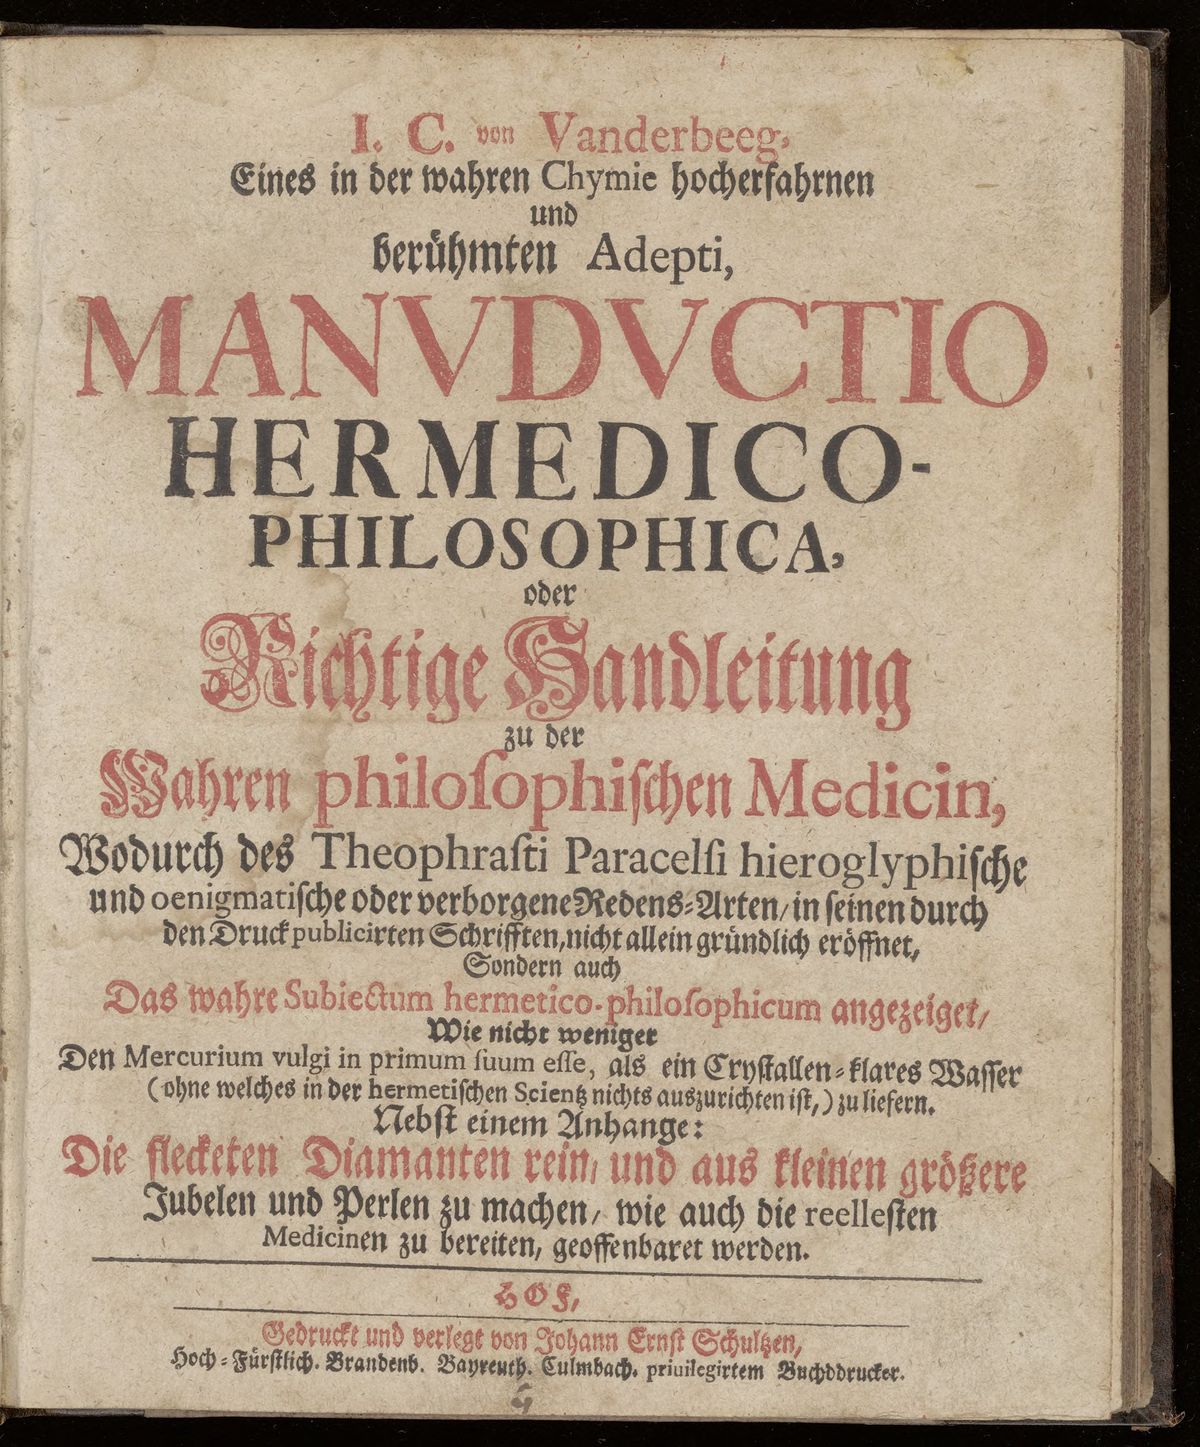 I. C. von Vanderbeeg,
Eines in der wahren Chymie hocherfahrnen
und
berühmten Adepti,
MANVDVCTIO
HERMEDICO-
PHILOSOPHICA,
oder
Richtige Handleitung
zu der
Wahren philoſophiſchen Medicin,
Wodurch des Theophraſti Paracelſi hieroglyphiſche
und oenigmatiſche oder verborgene Redens-Arten/ in ſeinen durch
den Druck publicirten Schrifften, nicht allein gründlich eröffnet,
Sondern auch
Das wahre Subiectum hermetico-philoſophicum angezeiget/
Wie nicht weniger
Den Mercurium vulgi in primum ſuum eſſe, als ein Cryſtallen-klares Waſſer
(ohne welches in der hermetiſchen Scientz nichts auszurichten iſt,) zu liefern.
Nebſt einem Anhange:
Die fleckten Diamanten rein/ und aus kleinen größere
Jubelen und Perlen zu machen/ wie auch die reelleſten
Medicinen zu bereiten, geoffenbaret werden.
HOF,
Gedruckt und verlegt von Johann Ernſt Schultzen,
Hoch-Fürſtlich. Brandenb. Bayreuth. Culmbach. priuilegirtem Buchddrucker.